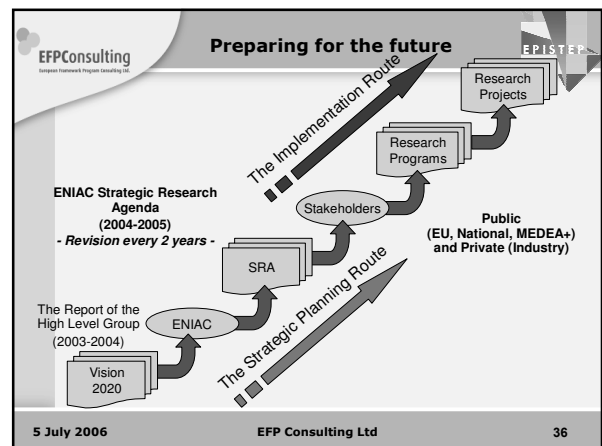 EFPConsulting
European Framework Program Consulting Ltd.
Preparing for the future
EPISTEP
Research
Projects
The Implementation Route
Research
Programs
ENIAC Strategic Research
Agenda
(2004-2005)
- Revision every 2 years -
Stakeholders
Public
(EU, National, MEDEA+)
and Private (Industry)
SRA
The Report of the
High Level Group
(2003-2004)
ENIAC
The Strategic Planning Route
Vision
2020
5 July 2006
EFP Consulting Ltd
36